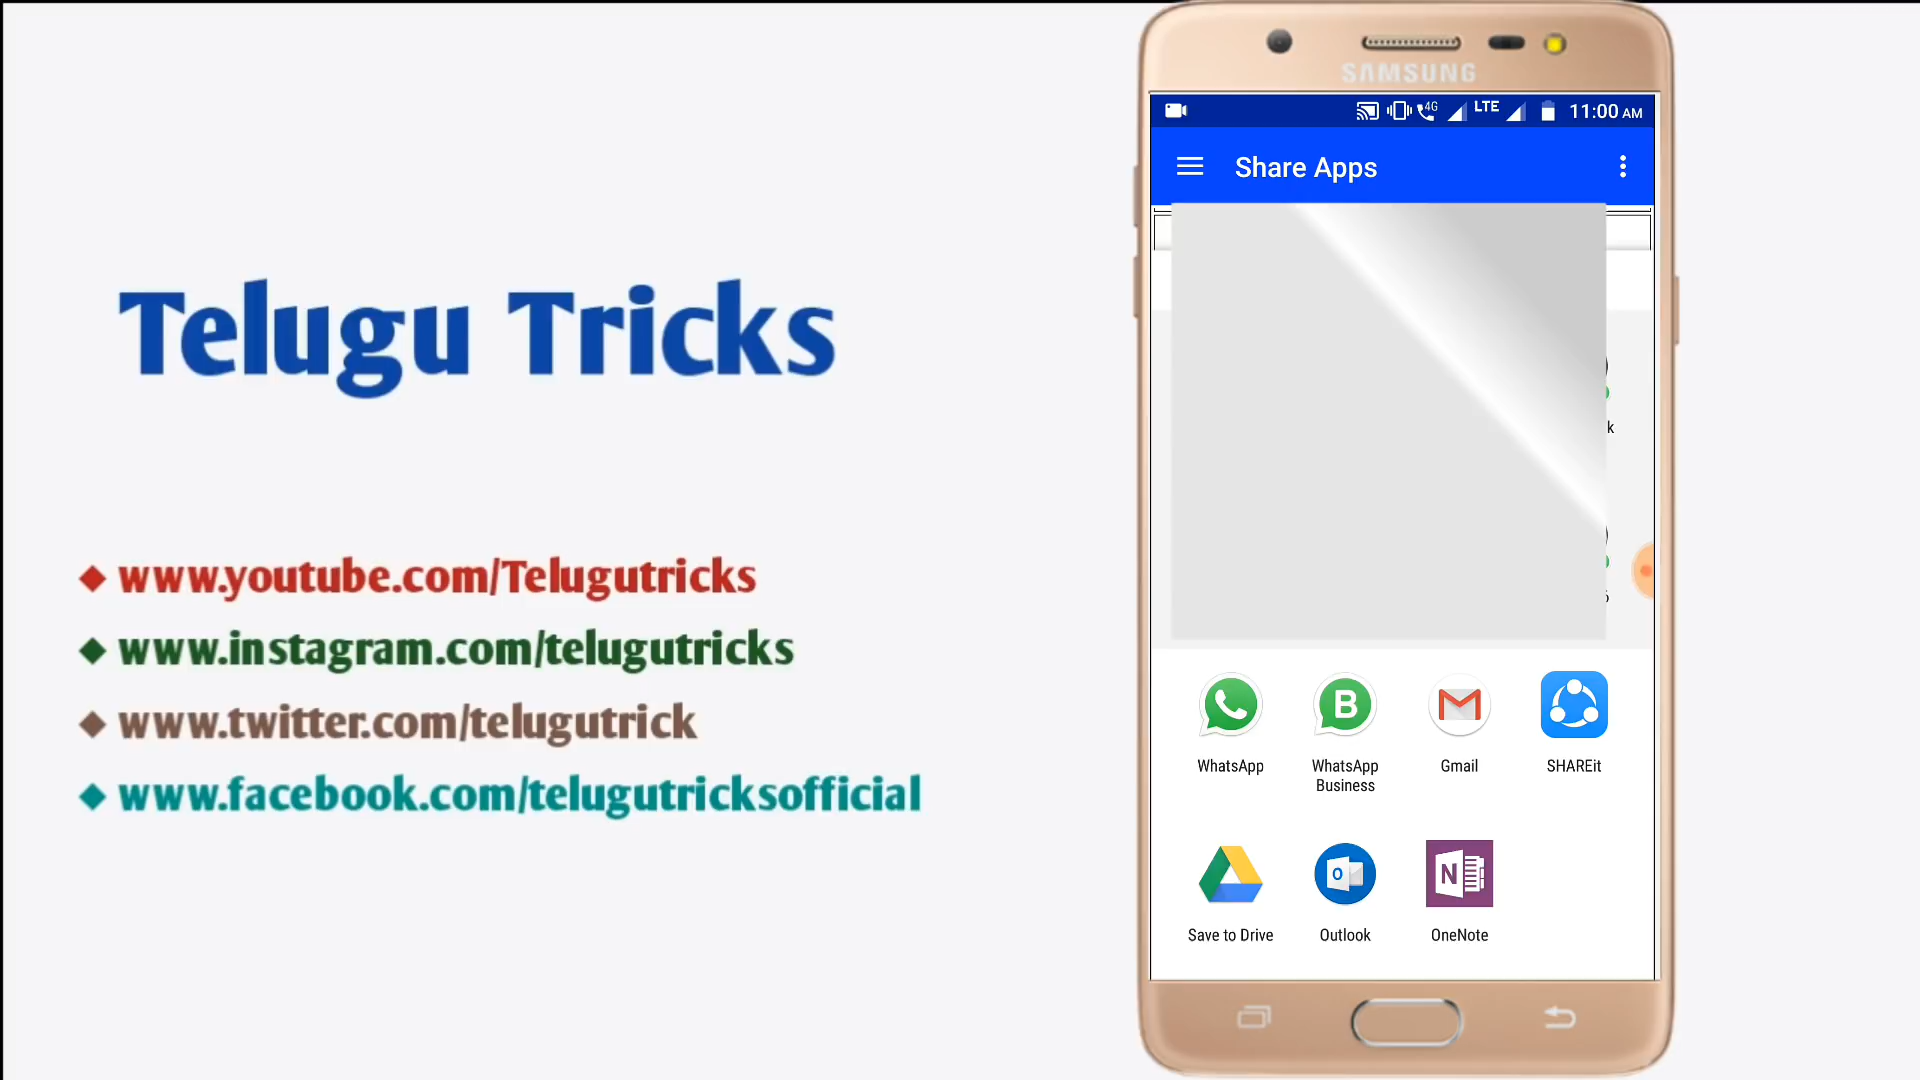 Telugu Tricks
www.youtube.com/Telugutricks
www.instagram.com/telugutricks
www.twitter.com/telugutrick
www.facebook.com/telugutricksofficial
SAMSUNG
4G LTE 11:00 AM
Share Apps
k
WhatsApp
WhatsApp Business
Gmail
SHAREit
Save to Drive
Outlook
OneNote